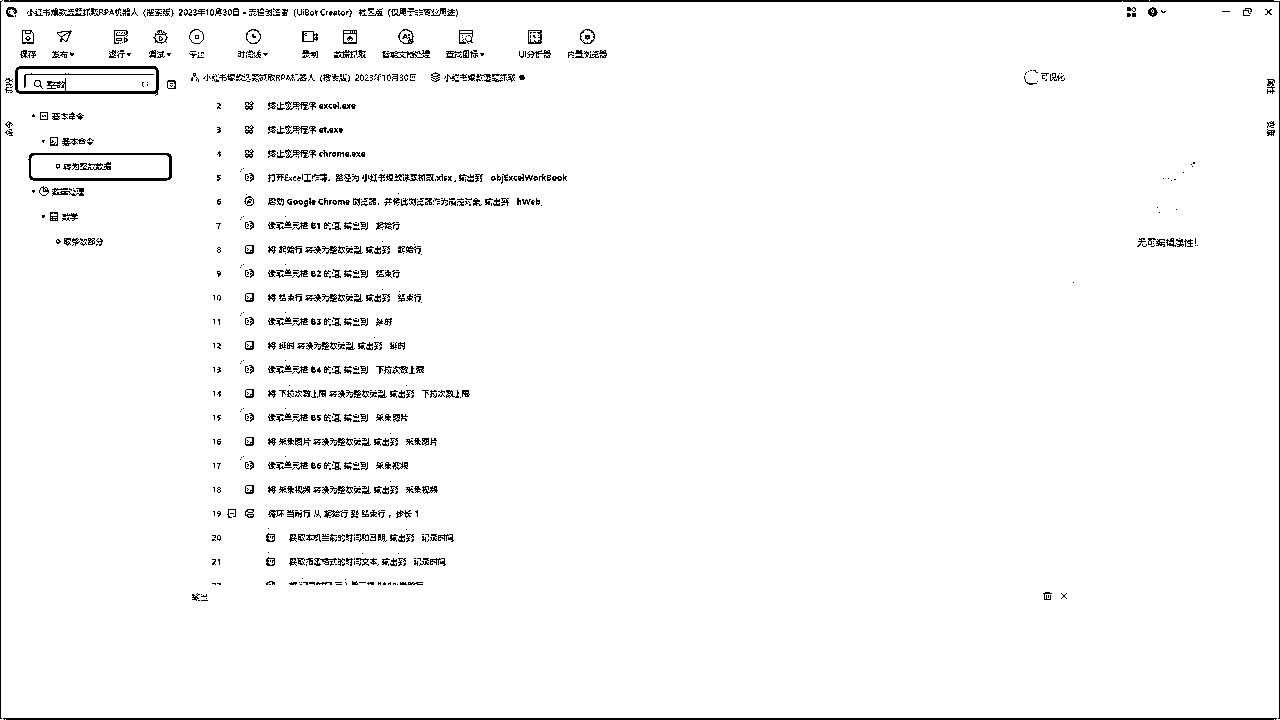 小红书爆款选题抓取RPA机器人（搜索版）2023年10月30日 - 流程创造者（UiBot Creator） 社区版（仅用于非商业用途）
保存 发布 运行 调试 停止 时间线 录制 数据抓取 智能文档处理 查找图标 UI分析器 内置浏览器
整数
小红书爆款选题抓取RPA机器人（搜索版）2023年10月30日 小红书爆款选题抓取
可视化
属性
变量
命令
基本命令
基本命令
转为整数数据
数据处理
数学
取整数部分
2 终止应用程序 excel.exe
3 终止应用程序 et.exe
4 终止应用程序 chrome.exe
5 打开Excel工作簿，路径为 小红书爆款选题抓取.xlsx , 输出到 objExcelWorkBook
6 启动 Google Chrome 浏览器，并将此浏览器作为操控对象, 输出到 hWeb
7 读取单元格 B1 的值, 输出到 起始行
8 将 起始行 转换为整数类型, 输出到 起始行
9 读取单元格 B2 的值, 输出到 结束行
10 将 结束行 转换为整数类型, 输出到 结束行
11 读取单元格 B3 的值, 输出到 延时
12 将 延时 转换为整数类型, 输出到 延时
13 读取单元格 B4 的值, 输出到 下拉次数上限
14 将 下拉次数上限 转换为整数类型, 输出到 下拉次数上限
15 读取单元格 B5 的值, 输出到 采集图片
16 将 采集图片 转换为整数类型, 输出到 采集图片
17 读取单元格 B6 的值, 输出到 采集视频
18 将 采集视频 转换为整数类型, 输出到 采集视频
19 循环 当前行 从 起始行 到 结束行 ，步长 1
20 获取本机当前的时间和日期, 输出到 记录时间
21 获取指定格式的时间文本, 输出到 记录时间
无可编辑属性!
输出